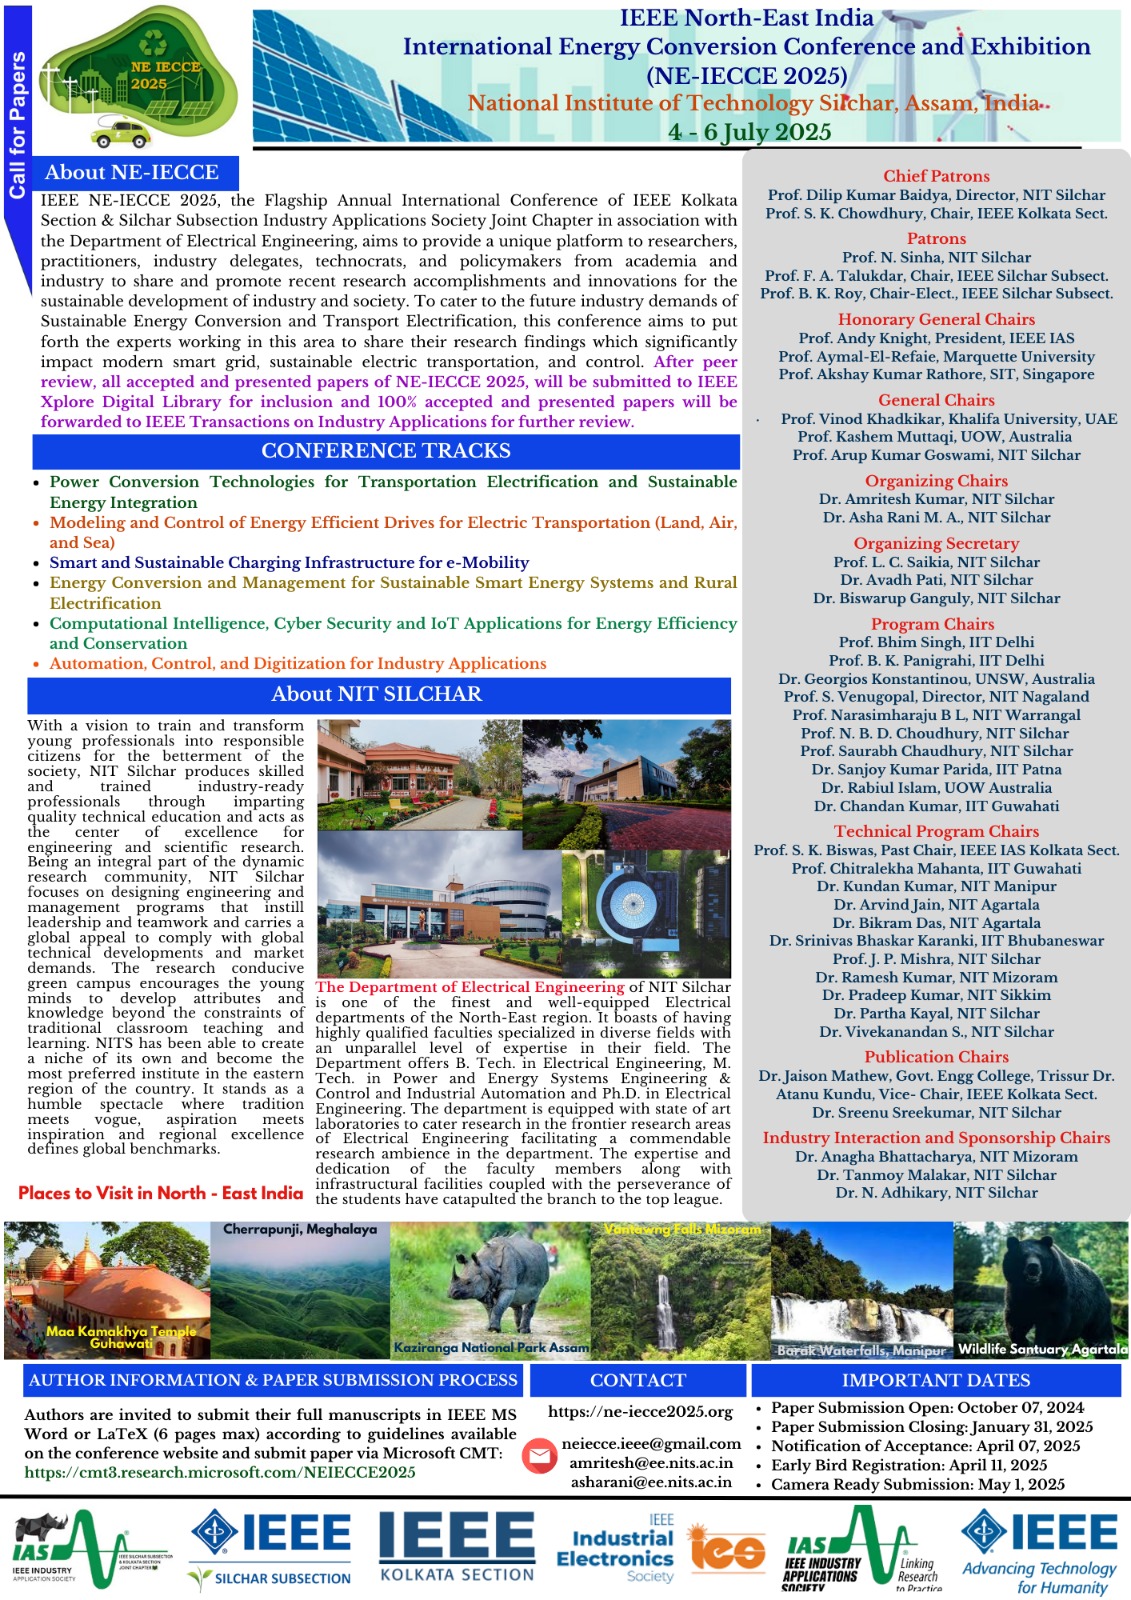 Call for Papers
NE IECCE
2025
IEEE North-East India
International Energy Conversion Conference and Exhibition
(NE-IECCE 2025)
National Institute of Technology Silchar, Assam, India
4 - 6 July 2025
About NE-IECCE
IEEE NE-IECCE 2025, the Flagship Annual International Conference of IEEE Kolkata
Section & Silchar Subsection Industry Applications Society Joint Chapter in association with
the Department of Electrical Engineering, aims to provide a unique platform to researchers,
practitioners, industry delegates, technocrats, and policymakers from academia and
industry to share and promote recent research accomplishments and innovations for the
sustainable development of industry and society. To cater to the future industry demands of
Sustainable Energy Conversion and Transport Electrification, this conference aims to put
forth the experts working in this area to share their research findings which significantly
impact modern smart grid, sustainable electric transportation, and control. After peer
review, all accepted and presented papers of NE-IECCE 2025, will be submitted to IEEE
Xplore Digital Library for inclusion and 100% accepted and presented papers will be
forwarded to IEEE Transactions on Industry Applications for further review.
CONFERENCE TRACKS
• Power Conversion Technologies for Transportation Electrification and Sustainable
Energy Integration
• Modeling and Control of Energy Efficient Drives for Electric Transportation (Land, Air,
and Sea)
• Smart and Sustainable Charging Infrastructure for e-Mobility
• Energy Conversion and Management for Sustainable Smart Energy Systems and Rural
Electrification
• Computational Intelligence, Cyber Security and IoT Applications for Energy Efficiency
and Conservation
• Automation, Control, and Digitization for Industry Applications
About NIT SILCHAR
With a vision to train and transform
young professionals into responsible
citizens for the betterment of the
society, NIT Silchar produces skilled
and trained industry-ready
professionals through imparting
quality technical education and acts as
the center of excellence for
engineering and scientific research.
Being an integral part of the dynamic
research community, NIT Silchar
focuses on designing engineering and
management programs that instill
leadership and teamwork and carries a
global appeal to comply with global
technical developments and market
demands. The research conducive
green campus encourages the young
minds to develop attributes and
knowledge beyond the constraints of
traditional classroom teaching and
learning. NITS has been able to create
a niche of its own and become the
most preferred institute in the eastern
region of the country. It stands as a
humble spectacle where tradition
meets vogue, aspiration meets
inspiration and regional excellence
defines global benchmarks.
The Department of Electrical Engineering of NIT Silchar
is one of the finest and well-equipped Electrical
departments of the North-East region. It boasts of having
highly qualified faculties specialized in diverse fields with
an unparallel level of expertise in their field. The
Department offers B. Tech. in Electrical Engineering, M.
Tech. in Power and Energy Systems Engineering &
Control and Industrial Automation and Ph.D. in Electrical
Engineering. The department is equipped with state of art
laboratories to cater research in the frontier research areas
of Electrical Engineering facilitating a commendable
research ambience in the department. The expertise and
dedication of the faculty members along with
infrastructural facilities coupled with the perseverance of
the students have catapulted the branch to the top league.
Chief Patrons
Prof. Dilip Kumar Baidya, Director, NIT Silchar
Prof. S. K. Chowdhury, Chair, IEEE Kolkata Sect.
Patrons
Prof. N. Sinha, NIT Silchar
Prof. F. A. Talukdar, Chair, IEEE Silchar Subsect.
Prof. B. K. Roy, Chair-Elect., IEEE Silchar Subsect.
Honorary General Chairs
Prof. Andy Knight, President, IEEE IAS
Prof. Aymal-El-Refaie, Marquette University
Prof. Akshay Kumar Rathore, SIT, Singapore
General Chairs
· Prof. Vinod Khadkikar, Khalifa University, UAE
Prof. Kashem Muttaqi, UOW, Australia
Prof. Arup Kumar Goswami, NIT Silchar
Organizing Chairs
Dr. Amritesh Kumar, NIT Silchar
Dr. Asha Rani M. A., NIT Silchar
Organizing Secretary
Prof. L. C. Saikia, NIT Silchar
Dr. Avadh Pati, NIT Silchar
Dr. Biswarup Ganguly, NIT Silchar
Program Chairs
Prof. Bhim Singh, IIT Delhi
Prof. B. K. Panigrahi, IIT Delhi
Dr. Georgios Konstantinou, UNSW, Australia
Prof. S. Venugopal, Director, NIT Nagaland
Prof. Narasimharaju B L, NIT Warrangal
Prof. N. B. D. Choudhury, NIT Silchar
Prof. Saurabh Chaudhury, NIT Silchar
Dr. Sanjoy Kumar Parida, IIT Patna
Dr. Rabiul Islam, UOW Australia
Dr. Chandan Kumar, IIT Guwahati
Technical Program Chairs
Prof. S. K. Biswas, Past Chair, IEEE IAS Kolkata Sect.
Prof. Chitralekha Mahanta, IIT Guwahati
Dr. Kundan Kumar, NIT Manipur
Dr. Arvind Jain, NIT Agartala
Dr. Bikram Das, NIT Agartala
Dr. Srinivas Bhaskar Karanki, IIT Bhubaneswar
Prof. J. P. Mishra, NIT Silchar
Dr. Ramesh Kumar, NIT Mizoram
Dr. Pradeep Kumar, NIT Sikkim
Dr. Partha Kayal, NIT Silchar
Dr. Vivekanandan S., NIT Silchar
Publication Chairs
Dr. Jaison Mathew, Govt. Engg College, Trissur Dr.
Atanu Kundu, Vice- Chair, IEEE Kolkata Sect.
Dr. Sreenu Sreekumar, NIT Silchar
Industry Interaction and Sponsorship Chairs
Dr. Anagha Bhattacharya, NIT Mizoram
Dr. Tanmoy Malakar, NIT Silchar
Dr. N. Adhikary, NIT Silchar
Places to Visit in North - East India
Maa Kamakhya Temple
Guhawati
Cherrapunji, Meghalaya
Kaziranga National Park Assam
Vantawng Falls Mizoram
Barak Waterfalls, Manipur
Wildlife Santuary Agartala
AUTHOR INFORMATION & PAPER SUBMISSION PROCESS
Authors are invited to submit their full manuscripts in IEEE MS
Word or LaTeX (6 pages max) according to guidelines available
on the conference website and submit paper via Microsoft CMT:
https://cmt3.research.microsoft.com/NEIECCE2025
CONTACT
https://ne-iecce2025.org
neiecce.ieee@gmail.com
amritesh@ee.nits.ac.in
asharani@ee.nits.ac.in
IMPORTANT DATES
• Paper Submission Open: October 07, 2024
• Paper Submission Closing: January 31, 2025
• Notification of Acceptance: April 07, 2025
• Early Bird Registration: April 11, 2025
• Camera Ready Submission: May 1, 2025
IAS
IEEE INDUSTRY
APPLICATION SOCIETY
IEEE SILCHAR SUBSECTION
& KOLKATA SECTION
JOINT CHAPTER
IEEE
SILCHAR SUBSECTION
IEEE
KOLKATA SECTION
IEEE
Industrial
Electronics
Society
ies
IAS
IEEE INDUSTRY
APPLICATIONS
SOCIETY
Linking
Research
to Practice
IEEE
Advancing Technology
for Humanity